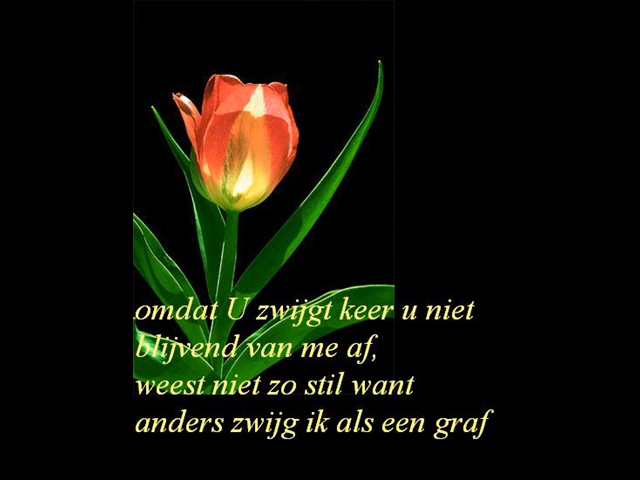 omdat U zwijgt keer u niet
blijvend van me af,
weest niet zo stil want
anders zwijg ik als een graf